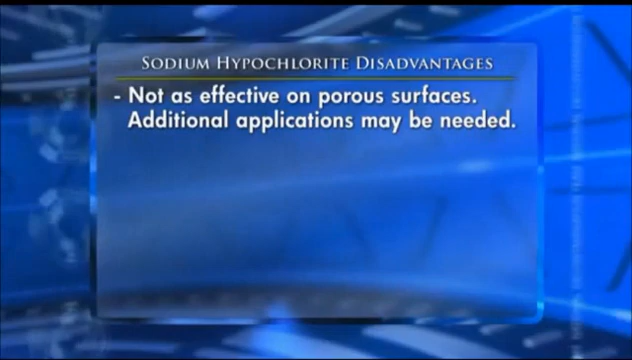 SODIUM HYPOCHLORITE DISADVANTAGES
- Not as effective on porous surfaces.
Additional applications may be needed.